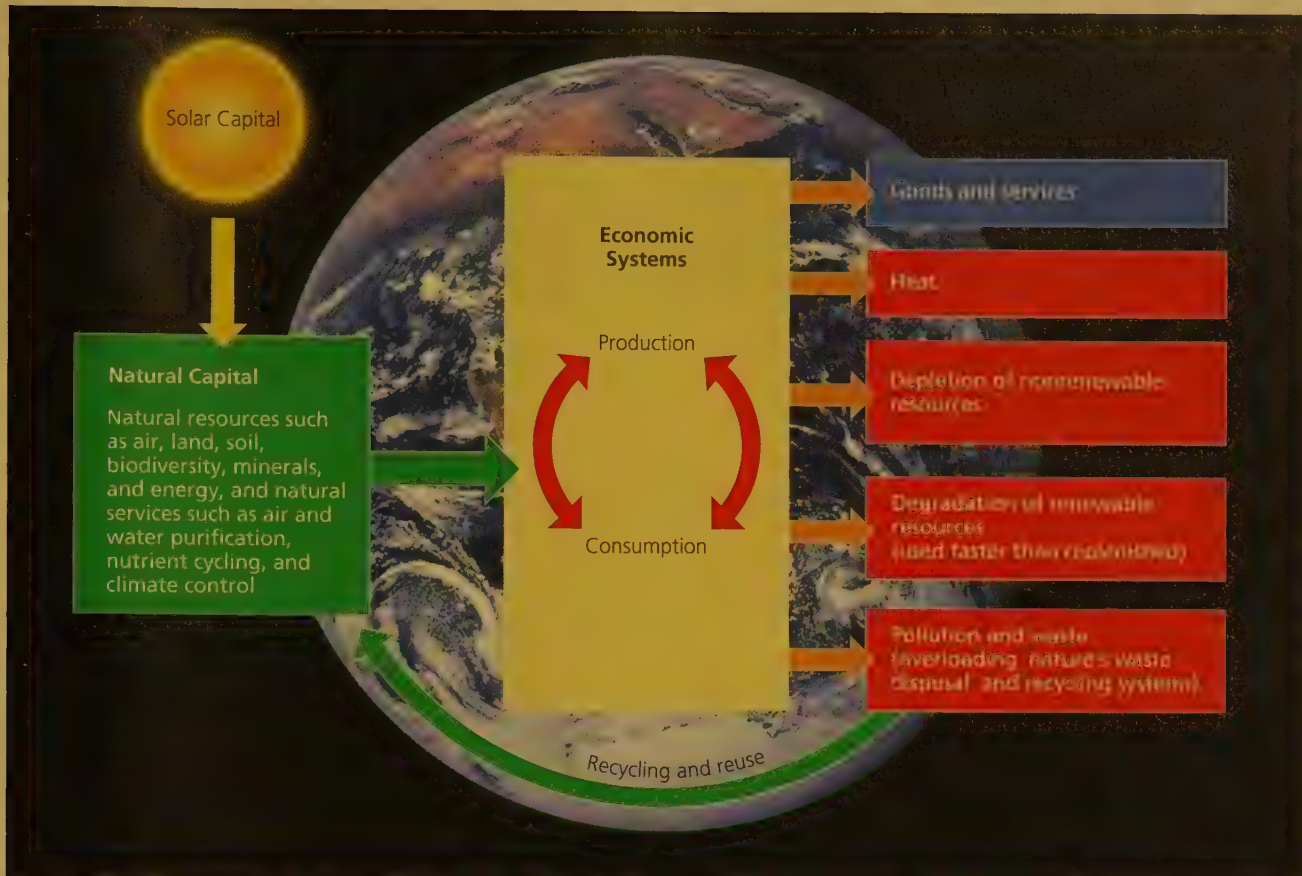 Solar Capital
Natural Capital
Natural resources such
as air, land, soil,
biodiversity, minerals,
and energy, and natural
services such as air and
water purification,
nutrient cycling, and
climate control
Economic
Systems
Production
Consumption
Goods and services
Heat
Depletion of nonrenewable
resources
Degradation of renewable
resources
(used faster than replenished)
Pollution and waste
(overloading nature's waste
disposal and recycling systems)
Recycling and reuse